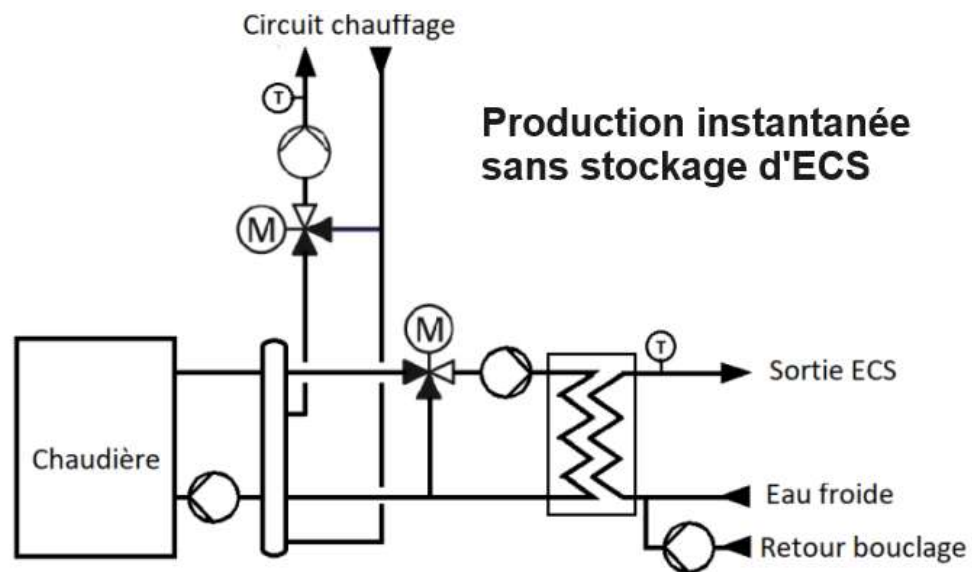 Circuit chauffage
T
Production instantanée
sans stockage d'ECS
M
M
T
Sortie ECS
Chaudière
Eau froide
Retour bouclage